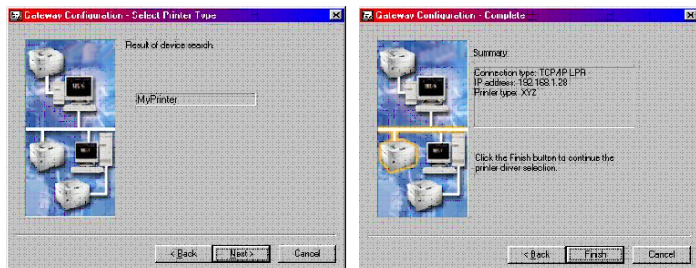 Gateway Configuration - Select Printer Type
Result of device search:
MyPrinter
< Back
Next >
Cancel
Gateway Configuration - Complete
Summary:
Connection type: TCP/IP LPR
IP address: 192.168.1.28
Printer type: XYZ
Click the Finish button to continue the
printer driver selection.
< Back
Finish
Cancel